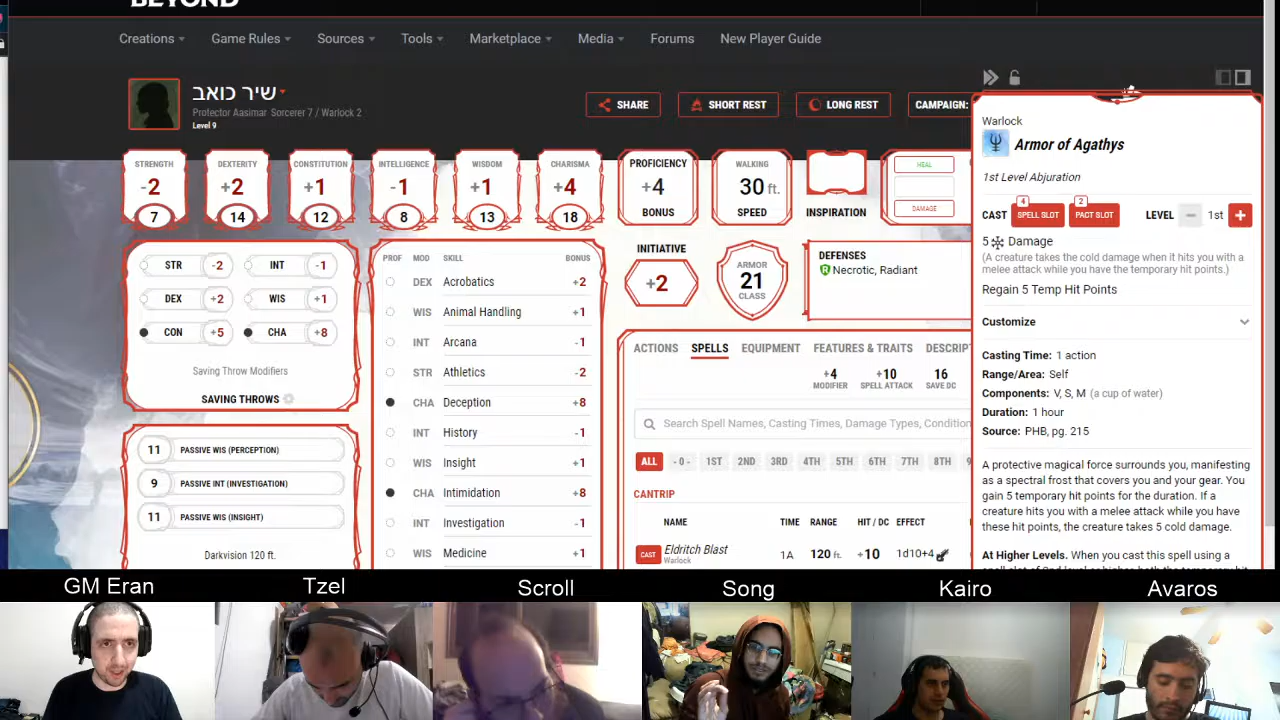 BEYOND
Creations Game Rules Sources Tools Marketplace Media Forums New Player Guide
שיר כואב
Protector Aasimar Sorcerer 7 / Warlock 2
Level 9
SHARE
SHORT REST
LONG REST
CAMPAIGN:
STRENGTH
-2
7
DEXTERITY
+2
14
CONSTITUTION
+1
12
INTELLIGENCE
-1
8
WISDOM
+1
13
CHARISMA
+4
18
PROFICIENCY
+4
BONUS
WALKING
30 ft.
SPEED
INSPIRATION
HEAL
DAMAGE
STR -2
INT -1
DEX +2
WIS +1
CON +5
CHA +8
Saving Throw Modifiers
SAVING THROWS
11 PASSIVE WIS (PERCEPTION)
9 PASSIVE INT (INVESTIGATION)
11 PASSIVE WIS (INSIGHT)
Darkvision 120 ft.
PROF MOD SKILL BONUS
DEX Acrobatics +2
WIS Animal Handling +1
INT Arcana -1
STR Athletics -2
CHA Deception +8
INT History -1
WIS Insight +1
CHA Intimidation +8
INT Investigation -1
WIS Medicine +1
INITIATIVE
+2
ARMOR
21
CLASS
DEFENSES
R Necrotic, Radiant
ACTIONS SPELLS EQUIPMENT FEATURES & TRAITS DESCRIP
+4
MODIFIER
+10
SPELL ATTACK
16
SAVE DC
Search Spell Names, Casting Times, Damage Types, Condition
ALL - 0 - 1ST 2ND 3RD 4TH 5TH 6TH 7TH 8TH 9
CANTRIP
NAME TIME RANGE HIT / DC EFFECT
CAST Eldritch Blast 1A 120 ft. +10 1d10+4
Warlock
Warlock
Armor of Agathys
1st Level Abjuration
CAST 4 SPELL SLOT 2 PACT SLOT LEVEL − 1st +
5 Damage
(A creature takes the cold damage when it hits you with a
melee attack while you have the temporary hit points.)
Regain 5 Temp Hit Points
Customize
Casting Time: 1 action
Range/Area: Self
Components: V, S, M (a cup of water)
Duration: 1 hour
Source: PHB, pg. 215
A protective magical force surrounds you, manifesting
as a spectral frost that covers you and your gear. You
gain 5 temporary hit points for the duration. If a
creature hits you with a melee attack while you have
these hit points, the creature takes 5 cold damage.
At Higher Levels. When you cast this spell using a
spell slot of 2nd level or higher, both the temporary hit
GM Eran
Tzel
Scroll
Song
Kairo
Avaros